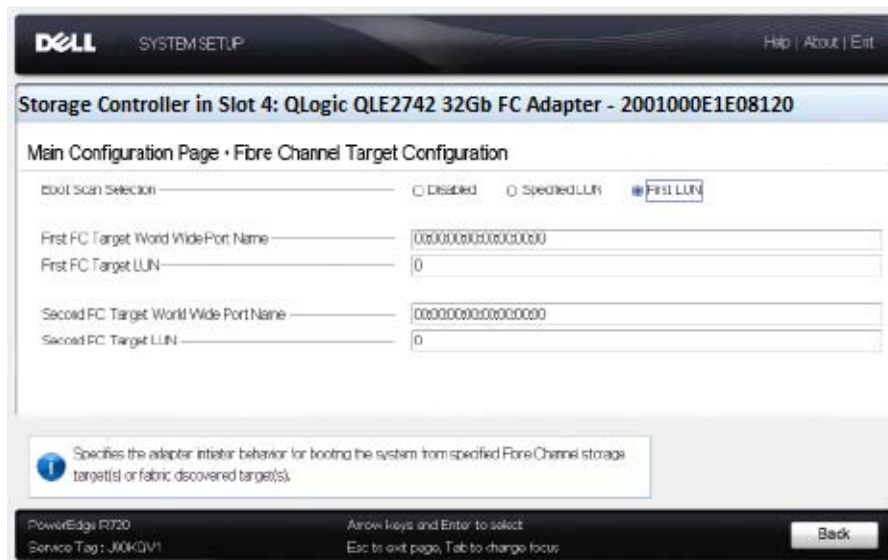 DELL SYSTEM SETUP Help | About | Exit
Storage Controller in Slot 4: QLogic QLE2742 32Gb FC Adapter - 2001000E1E08120
Main Configuration Page • Fibre Channel Target Configuration
Boot Scan Selection Disabled Specified LUN First LUN
First FC Target World Wide Port Name 00:00:00:00:00:00:00:00
First FC Target LUN 0
Second FC Target World Wide Port Name 00:00:00:00:00:00:00:00
Second FC Target LUN 0
Specifies the adapter initiator behavior for booting the system from specified Fibre Channel storage
target(s) or fabric discovered target(s).
PowerEdge R720 Arrow keys and Enter to select
Service Tag : Esc to exit page, Tab to change focus Back